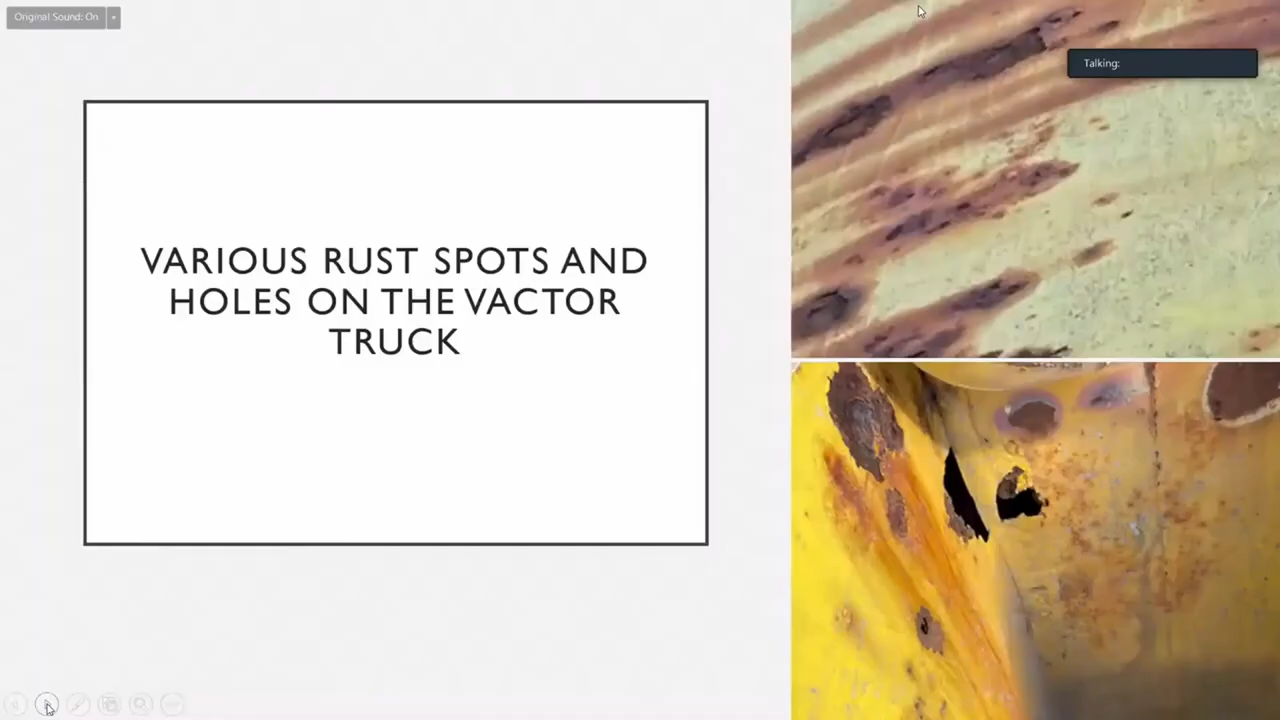 Original Sound: On
Talking:
VARIOUS RUST SPOTS AND
HOLES ON THE VACTOR
TRUCK